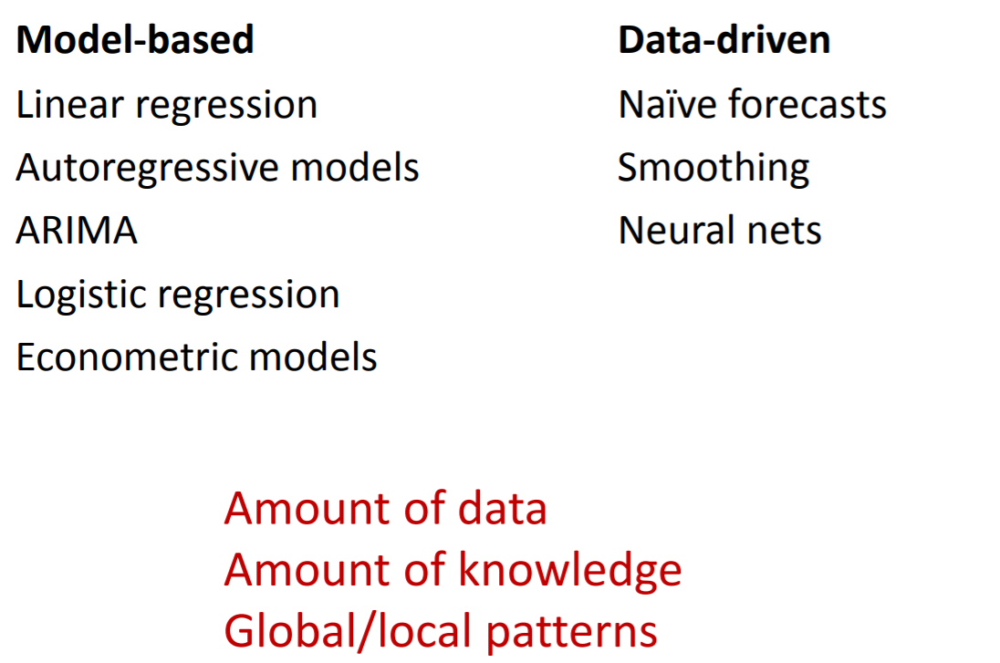 Model-based
Linear regression
Autoregressive models
ARIMA
Logistic regression
Econometric models
Data-driven
Naïve forecasts
Smoothing
Neural nets
Amount of data
Amount of knowledge
Global/local patterns